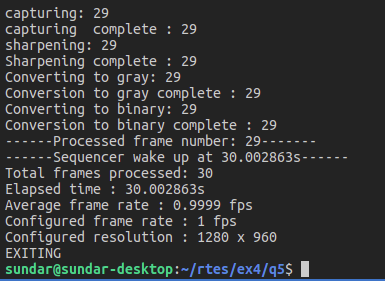 capturing: 29
capturing  complete : 29
sharpening: 29
Sharpening complete : 29
Converting to gray: 29
Conversion to gray complete : 29
Converting to binary: 29
Conversion to binary complete : 29
------Processed frame number: 29-------
------Sequencer wake up at 30.002863s------
Total frames processed: 30
Elapsed time : 30.002863s
Average frame rate : 0.9999 fps
Configured frame rate : 1 fps
Configured resolution : 1280 x 960
EXITING
sundar@sundar-desktop:~/rtes/ex4/q5$